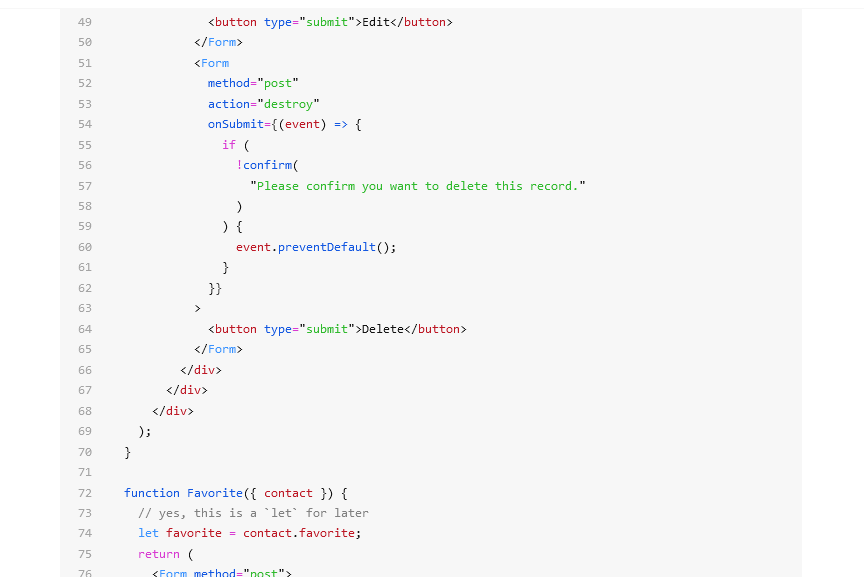 49 <button type="submit">Edit</button>
50 </Form>
51 <Form
52 method="post"
53 action="destroy"
54 onSubmit={(event) => {
55 if (
56 !confirm(
57 "Please confirm you want to delete this record."
58 )
59 ) {
60 event.preventDefault();
61 }
62 }}
63 >
64 <button type="submit">Delete</button>
65 </Form>
66 </div>
67 </div>
68 </div>
69 );
70 }
71
72 function Favorite({ contact }) {
73 // yes, this is a `let` for later
74 let favorite = contact.favorite;
75 return (
76 <Form method="post">